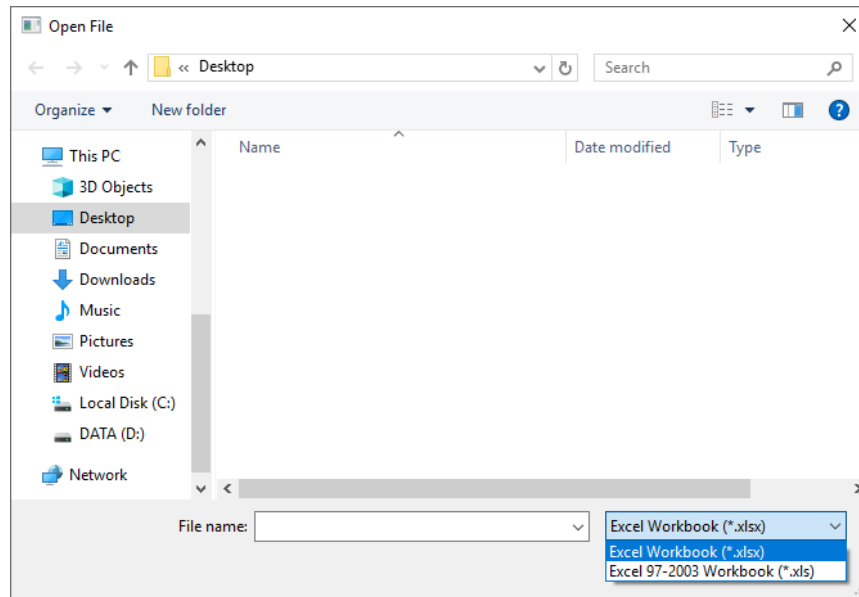 Open File
« Desktop
Search
Organize
New folder
?
Name
Date modified
Type
This PC
3D Objects
Desktop
Documents
Downloads
Music
Pictures
Videos
Local Disk (C:)
DATA (D:)
Network
File name:
Excel Workbook (*.xlsx)
Excel Workbook (*.xlsx)
Excel 97-2003 Workbook (*.xls)